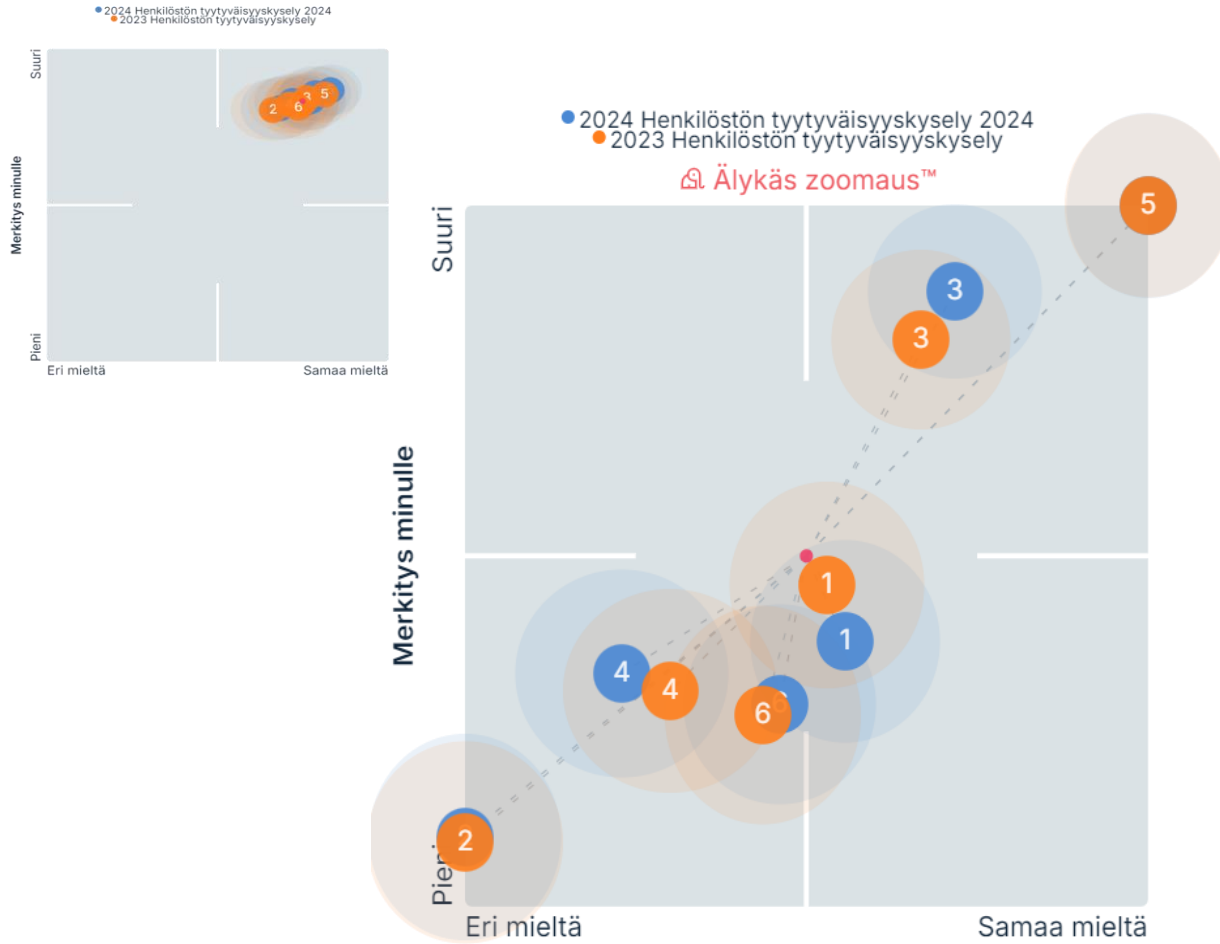 2024 Henkilöstön tyytyväisyyskysely 2024
2023 Henkilöstön tyytyväisyyskysely
Suuri
2
6
3
5
Merkitys minulle
Pieni
Eri mieltä
Samaa mieltä
2024 Henkilöstön tyytyväisyyskysely 2024
2023 Henkilöstön tyytyväisyyskysely
Älykäs zoomaus™
Suuri
5
3
3
Merkitys minulle
1
1
4
4
6
6
2
Pieni
Eri mieltä
Samaa mieltä